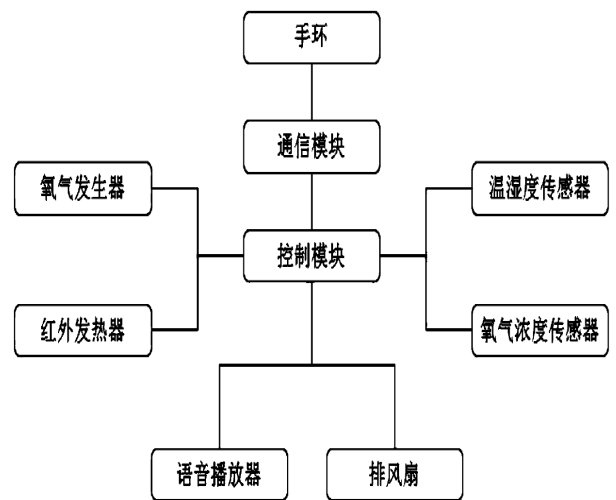 手环
通信模块
氧气发生器
温湿度传感器
控制模块
红外发热器
氧气浓度传感器
语音播放器
排风扇